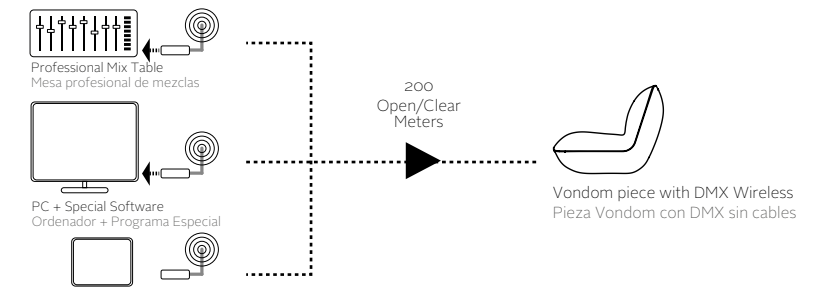 Professional Mix Table
Mesa profesional de mezclas
200
Open/Clear
Meters
PC + Special Software
Ordenador + Programa Especial
Vondom piece with DMX Wireless
Pieza Vondom con DMX sin cables